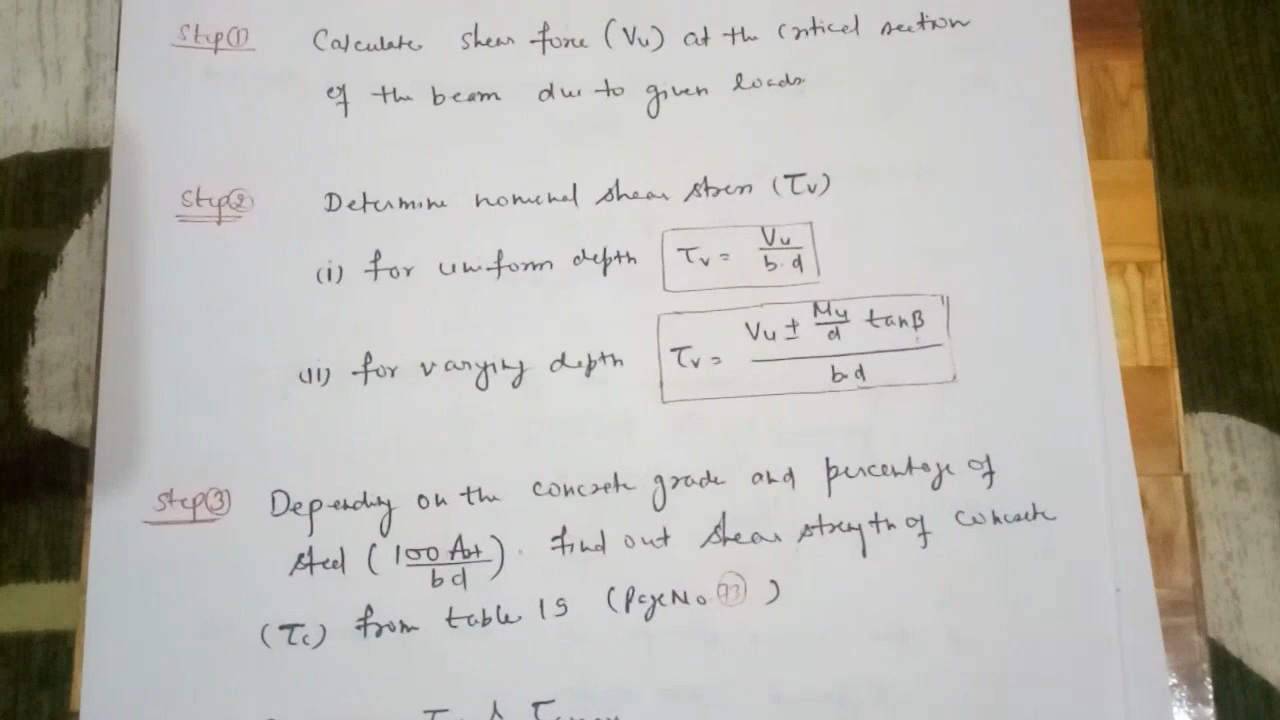 Step① Calculate shear force (Vu) at the critical section
of the beam due to given loads.
Step② Determine nominal shear stress (τv)
(i) for uniform depth τv = Vu / b·d
(ii) for varying depth τv = (Vu ± Mu/d tanβ) / b·d
Step③ Depending on the concrete grade and percentage of
steel (100 Ast / bd). find out shear strength of concrete
(τc) from table 19 (Page No. 73)